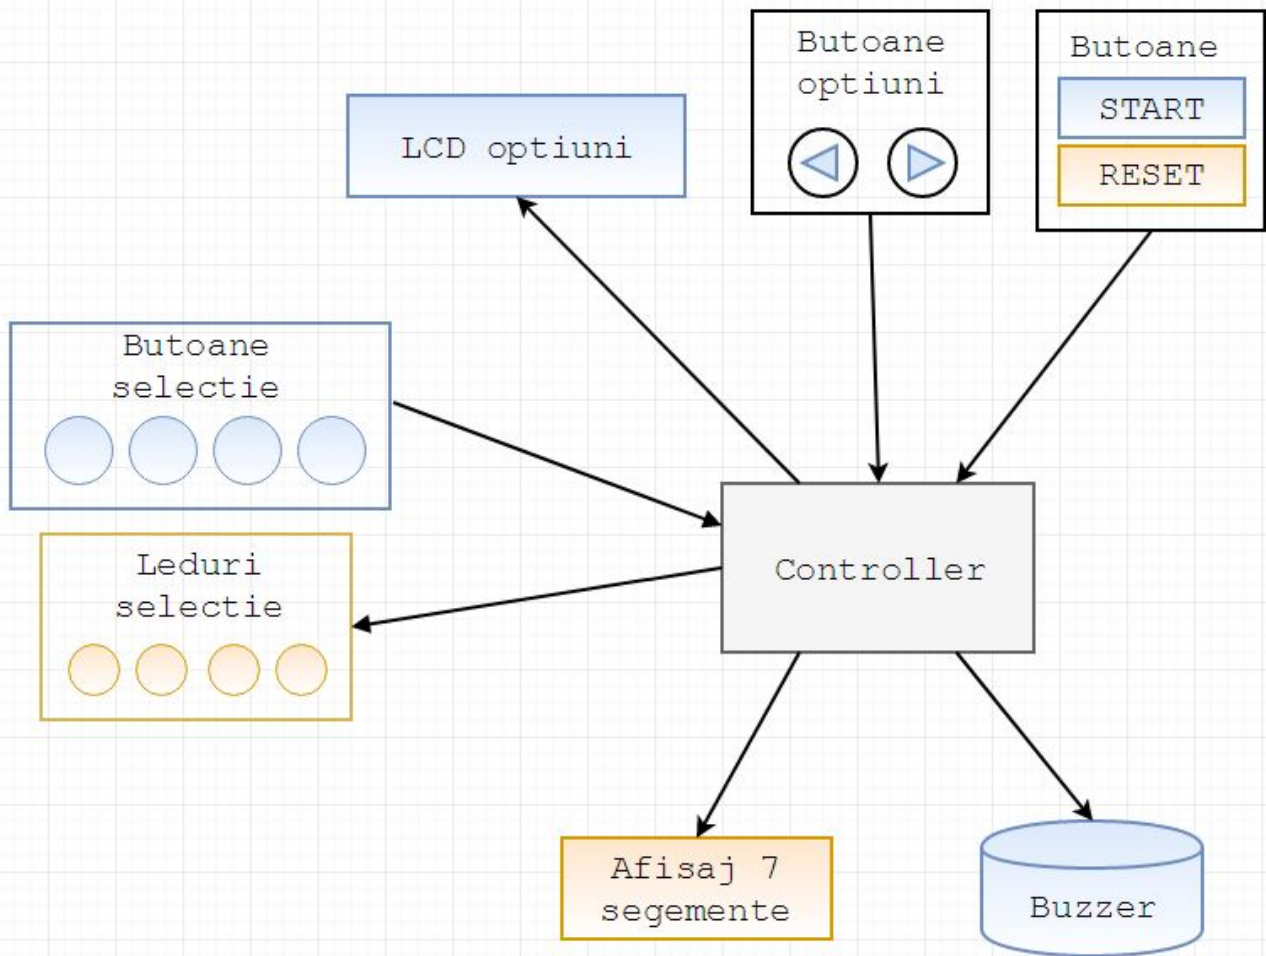 Butoane
optiuni
Butoane
START
RESET
LCD optiuni
Butoane
selectie
Leduri
selectie
Controller
Afisaj 7
segemente
Buzzer